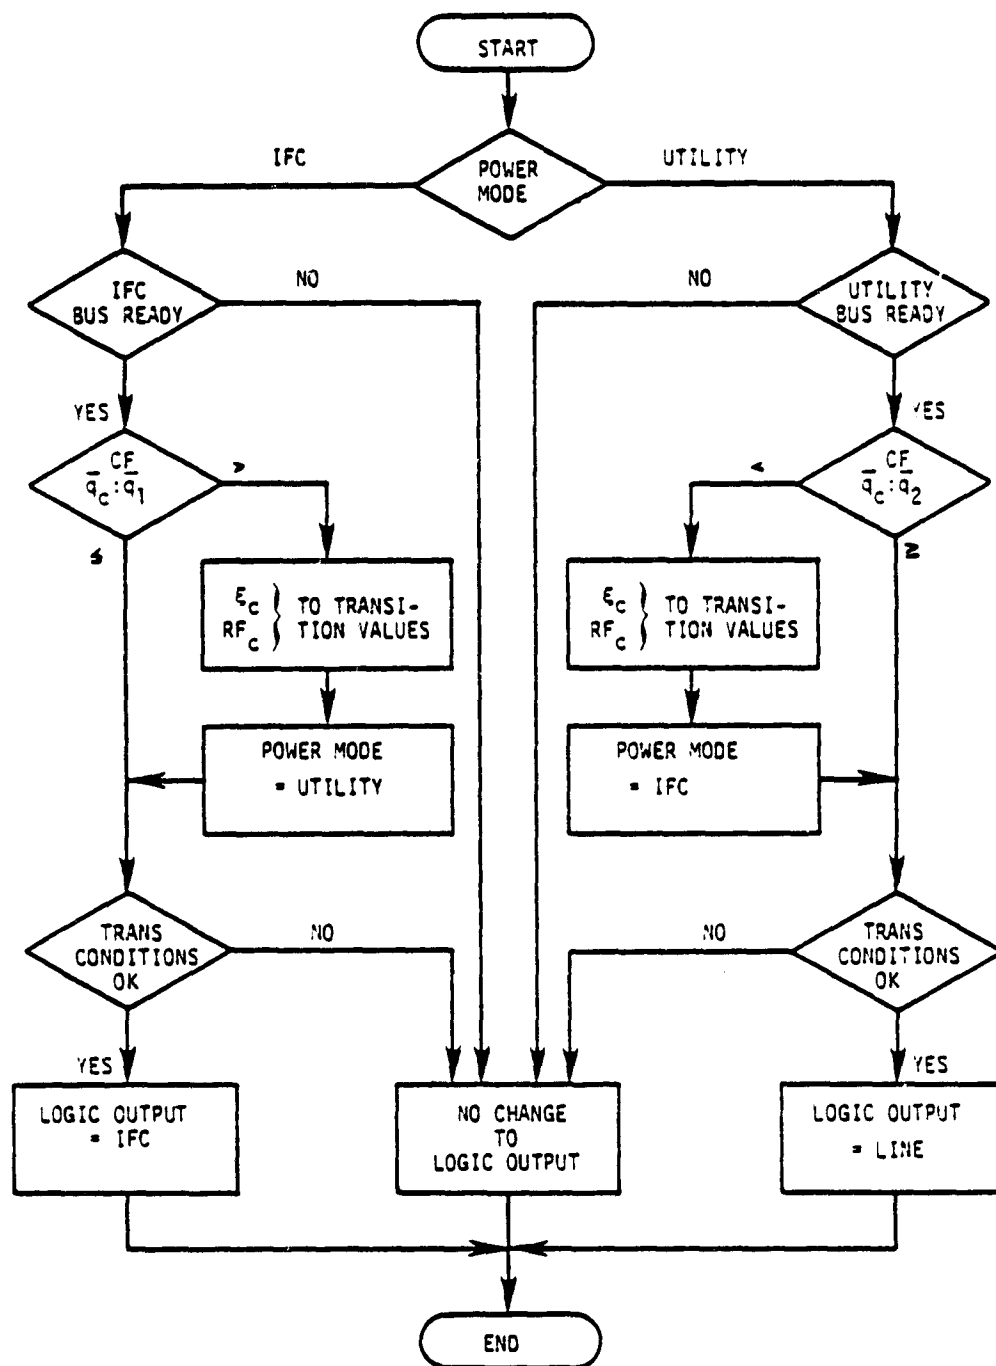 START
IFC
POWER
MODE
UTILITY
IFC
BUS READY
NO
NO
UTILITY
BUS READY
YES
YES
CF
q̅c:q̅1
>
<
CF
q̅c:q̅2
≤
≥
ξc
RFc } TO TRANSI-
TION VALUES
ξc
RFc } TO TRANSI-
TION VALUES
POWER MODE
= UTILITY
POWER MODE
= IFC
TRANS
CONDITIONS
OK
NO
NO
TRANS
CONDITIONS
OK
YES
YES
LOGIC OUTPUT
= IFC
NO CHANGE
TO
LOGIC OUTPUT
LOGIC OUTPUT
= LINE
END